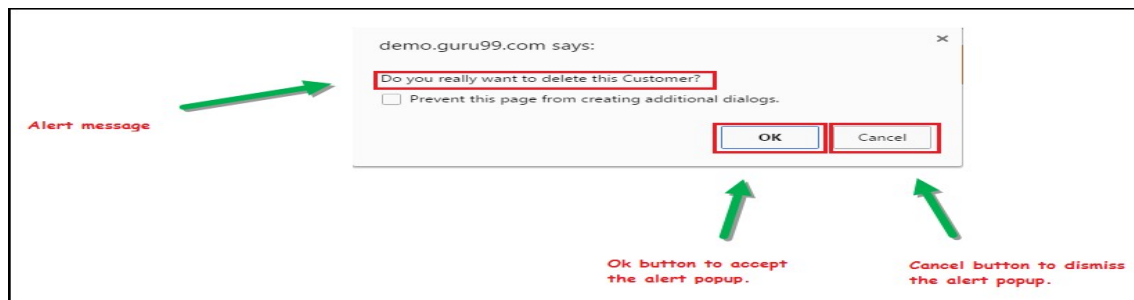 demo.guru99.com says:
×
Do you really want to delete this Customer?
Prevent this page from creating additional dialogs.
OK
Cancel
Alert message
Ok button to accept
the alert popup.
Cancel button to dismiss
the alert popup.